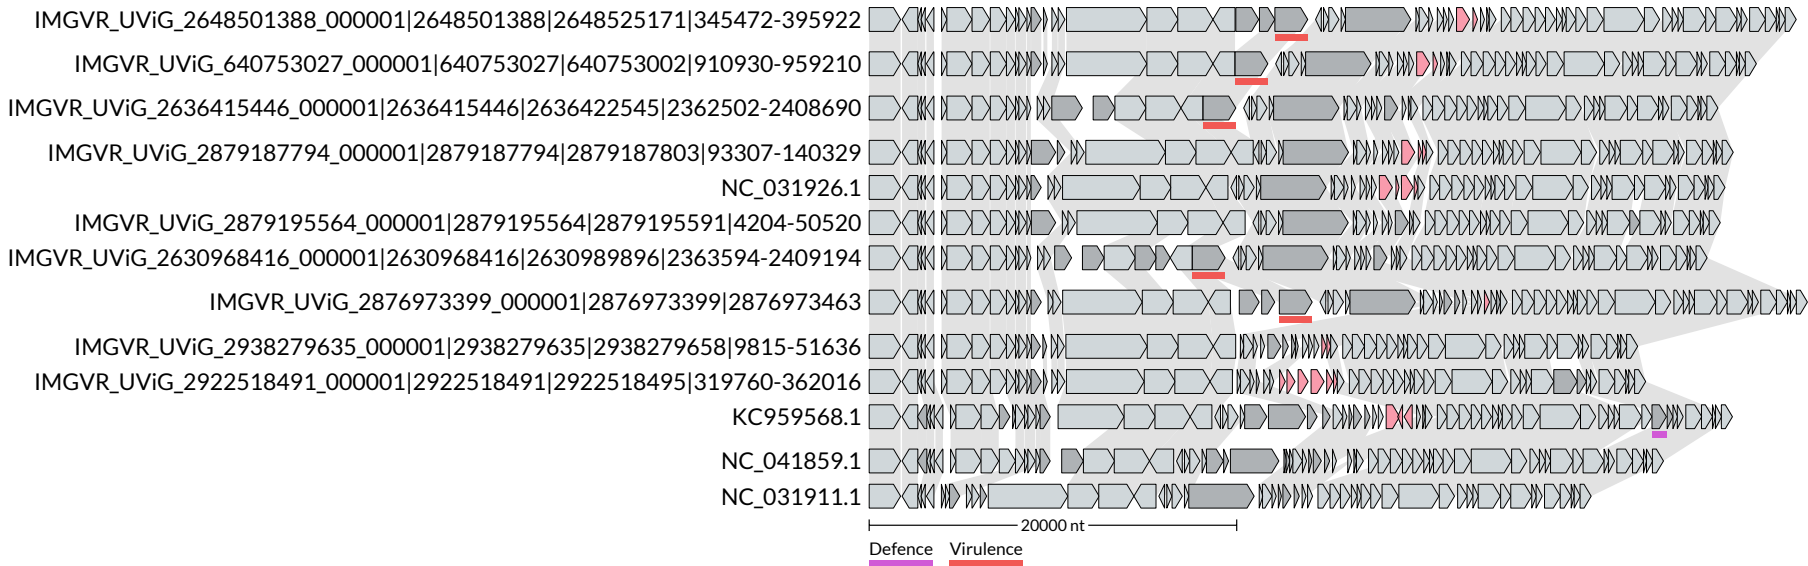 IMGVR_UViG_2648501388_000001|2648501388|2648525171|345472-395922
IMGVR_UViG_640753027_000001|640753027|640753002|910930-959210
IMGVR_UViG_2636415446_000001|2636415446|2636422545|2362502-2408690
IMGVR_UViG_2879187794_000001|2879187794|2879187803|93307-140329
NC_031926.1
IMGVR_UViG_2879195564_000001|2879195564|2879195591|4204-50520
IMGVR_UViG_2630968416_000001|2630968416|2630989896|2363594-2409194
IMGVR_UViG_2876973399_000001|2876973399|2876973463
IMGVR_UViG_2938279635_000001|2938279635|2938279658|9815-51636
IMGVR_UViG_2922518491_000001|2922518491|2922518495|319760-362016
KC959568.1
NC_041859.1
NC_031911.1
20000 nt
Defence Virulence